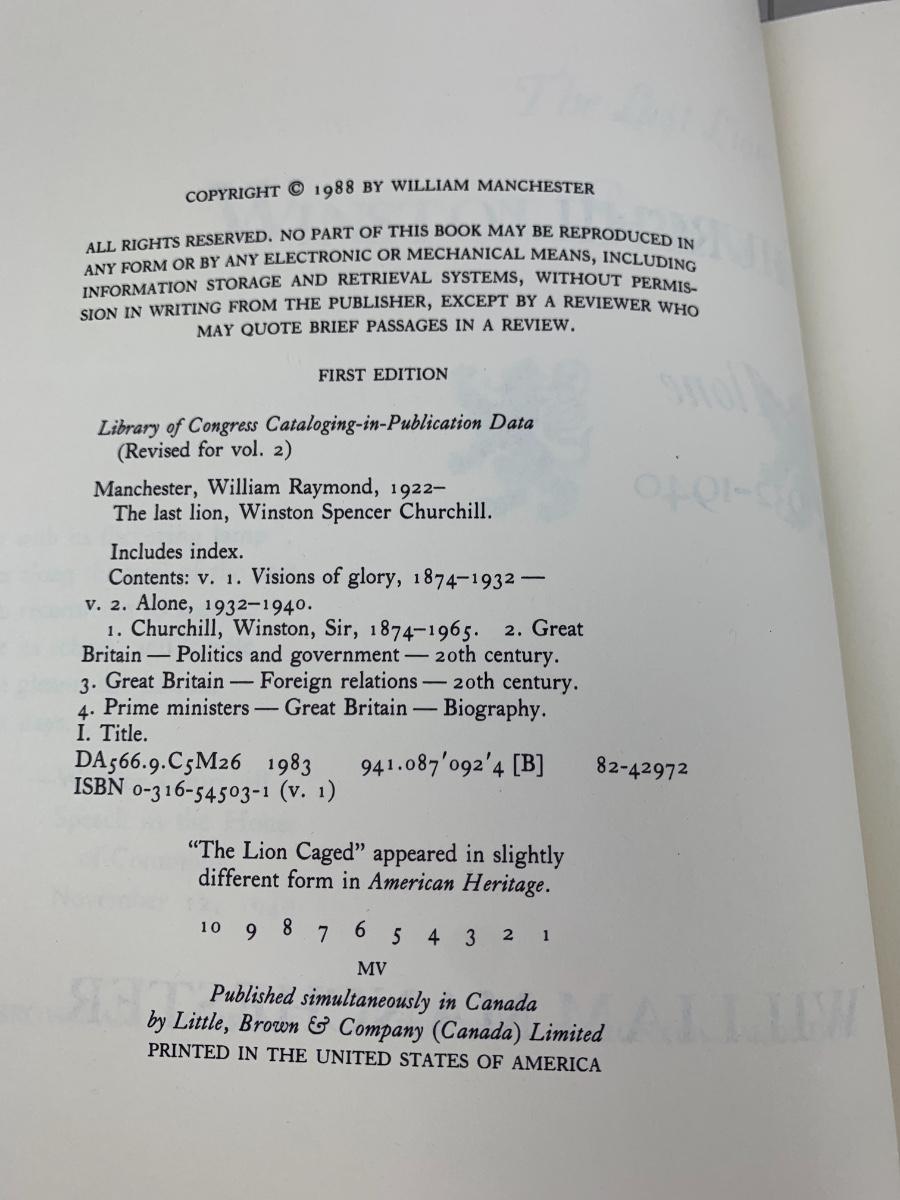 COPYRIGHT © 1988 BY WILLIAM MANCHESTER
ALL RIGHTS RESERVED. NO PART OF THIS BOOK MAY BE REPRODUCED IN
ANY FORM OR BY ANY ELECTRONIC OR MECHANICAL MEANS, INCLUDING
INFORMATION STORAGE AND RETRIEVAL SYSTEMS, WITHOUT PERMIS-
SION IN WRITING FROM THE PUBLISHER, EXCEPT BY A REVIEWER WHO
MAY QUOTE BRIEF PASSAGES IN A REVIEW.
FIRST EDITION
Library of Congress Cataloging-in-Publication Data
(Revised for vol. 2)
Manchester, William Raymond, 1922–
The last lion, Winston Spencer Churchill.
Includes index.
Contents: v. 1. Visions of glory, 1874–1932 —
v. 2. Alone, 1932–1940.
1. Churchill, Winston, Sir, 1874–1965. 2. Great
Britain — Politics and government — 20th century.
3. Great Britain — Foreign relations — 20th century.
4. Prime ministers — Great Britain — Biography.
I. Title.
DA566.9.C5M26 1983 941.087′092′4 [B] 82-42972
ISBN 0-316-54503-1 (v. 1)
“The Lion Caged” appeared in slightly
different form in American Heritage.
10 9 8 7 6 5 4 3 2 1
MV
Published simultaneously in Canada
by Little, Brown & Company (Canada) Limited
PRINTED IN THE UNITED STATES OF AMERICA